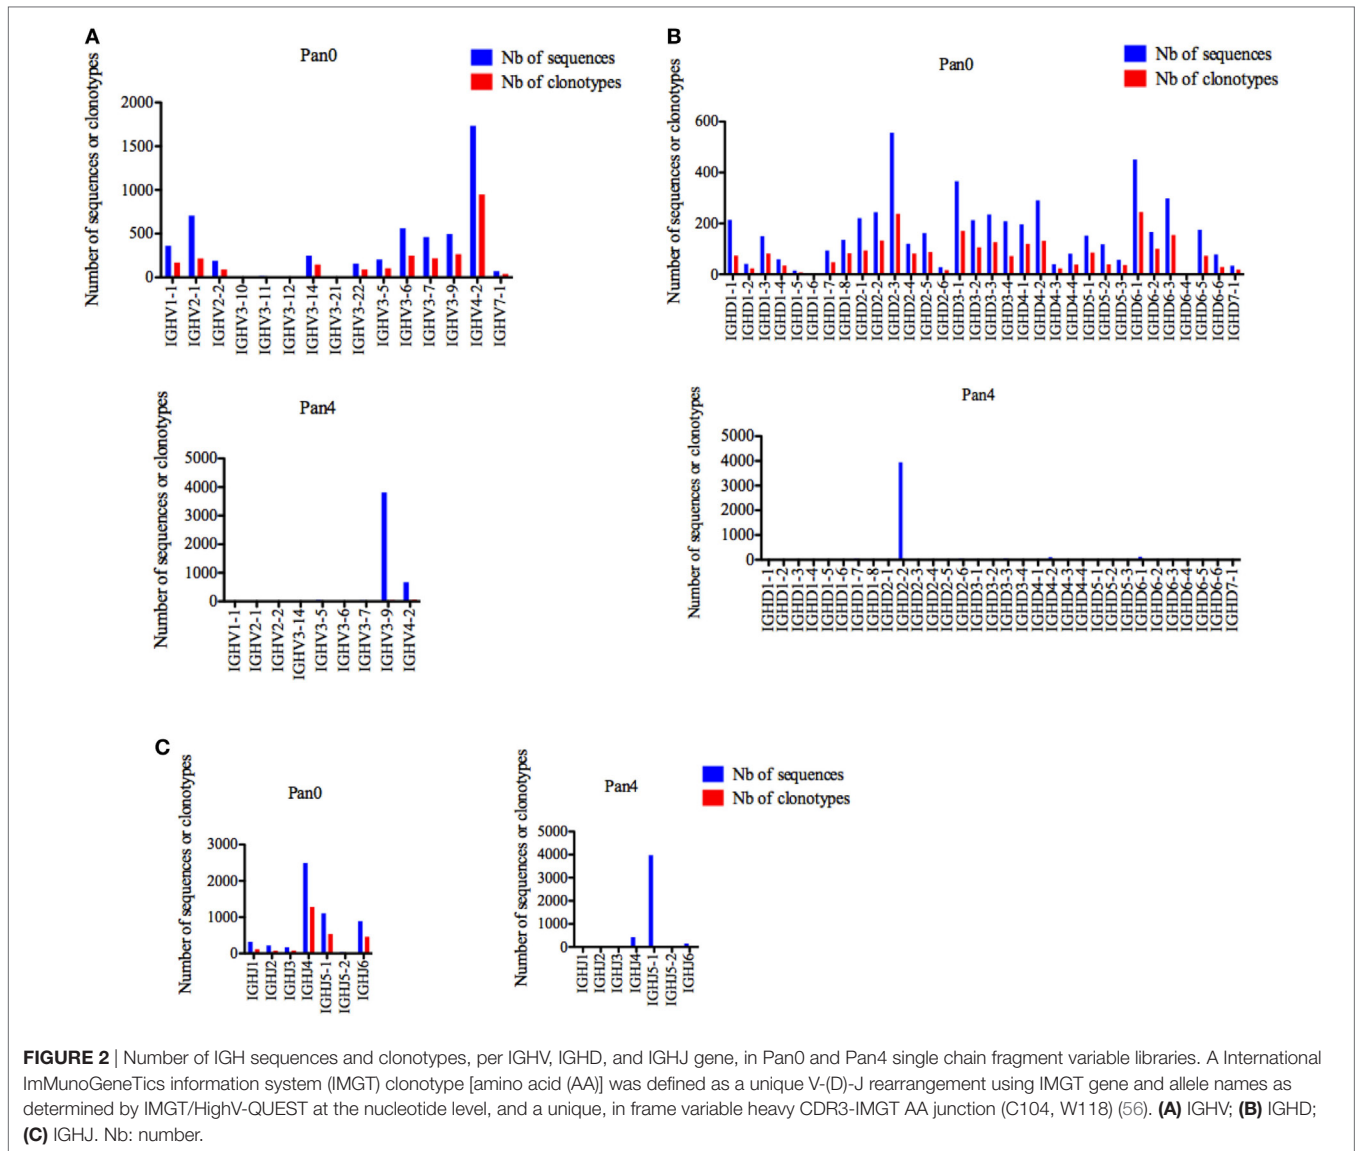 A
Pan0
Nb of sequences
Nb of clonotypes
Number of sequences or clonotypes
2000
1500
1000
500
0
IGHV1-1
IGHV2-1
IGHV2-2
IGHV3-10
IGHV3-11
IGHV3-12
IGHV3-14
IGHV3-21
IGHV3-22
IGHV3-5
IGHV3-6
IGHV3-7
IGHV3-9
IGHV4-2
IGHV7-1
B
Pan0
Nb of sequences
Nb of clonotypes
Number of sequences or clonotypes
600
400
200
0
IGHD1-1
IGHD1-2
IGHD1-3
IGHD1-4
IGHD1-5
IGHD1-6
IGHD1-7
IGHD1-8
IGHD2-1
IGHD2-2
IGHD2-3
IGHD2-4
IGHD2-5
IGHD2-6
IGHD3-1
IGHD3-2
IGHD3-3
IGHD3-4
IGHD4-1
IGHD4-2
IGHD4-3
IGHD4-4
IGHD5-1
IGHD5-2
IGHD5-3
IGHD6-1
IGHD6-2
IGHD6-3
IGHD6-4
IGHD6-5
IGHD6-6
IGHD7-1
Pan4
Number of sequences or clonotypes
5000
4000
3000
2000
1000
0
IGHV1-1
IGHV2-1
IGHV2-2
IGHV3-14
IGHV3-5
IGHV3-6
IGHV3-7
IGHV3-9
IGHV4-2
Pan4
Number of sequences or clonotypes
5000
4000
3000
2000
1000
0
IGHD1-1
IGHD1-2
IGHD1-3
IGHD1-4
IGHD1-5
IGHD1-6
IGHD1-7
IGHD1-8
IGHD2-1
IGHD2-2
IGHD2-3
IGHD2-4
IGHD2-5
IGHD2-6
IGHD3-1
IGHD3-2
IGHD3-3
IGHD3-4
IGHD4-1
IGHD4-2
IGHD4-3
IGHD4-4
IGHD5-1
IGHD5-2
IGHD5-3
IGHD6-1
IGHD6-2
IGHD6-3
IGHD6-4
IGHD6-5
IGHD6-6
IGHD7-1
C
Pan0
Number of sequences or clonotypes
3000
2000
1000
0
IGHJ1
IGHJ2
IGHJ3
IGHJ4
IGHJ5-1
IGHJ5-2
IGHJ6
Pan4
Nb of sequences
Nb of clonotypes
Number of sequences or clonotypes
5000
4000
3000
2000
1000
0
IGHJ1
IGHJ2
IGHJ3
IGHJ4
IGHJ5-1
IGHJ5-2
IGHJ6
FIGURE 2 | Number of IGH sequences and clonotypes, per IGHV, IGHD, and IGHJ gene, in Pan0 and Pan4 single chain fragment variable libraries. A International
ImMunoGeneTics information system (IMGT) clonotype [amino acid (AA)] was defined as a unique V-(D)-J rearrangement using IMGT gene and allele names as
determined by IMGT/HighV-QUEST at the nucleotide level, and a unique, in frame variable heavy CDR3-IMGT AA junction (C104, W118) (56). (A) IGHV; (B) IGHD;
(C) IGHJ. Nb: number.